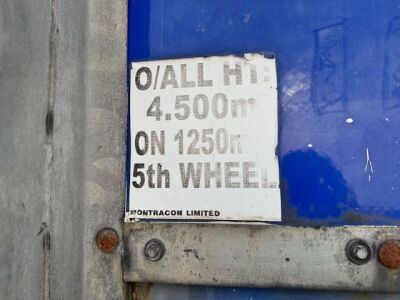 O/ALL HT:
4.500m
ON 1250m
5th WHEEL
MONTRACON LIMITED